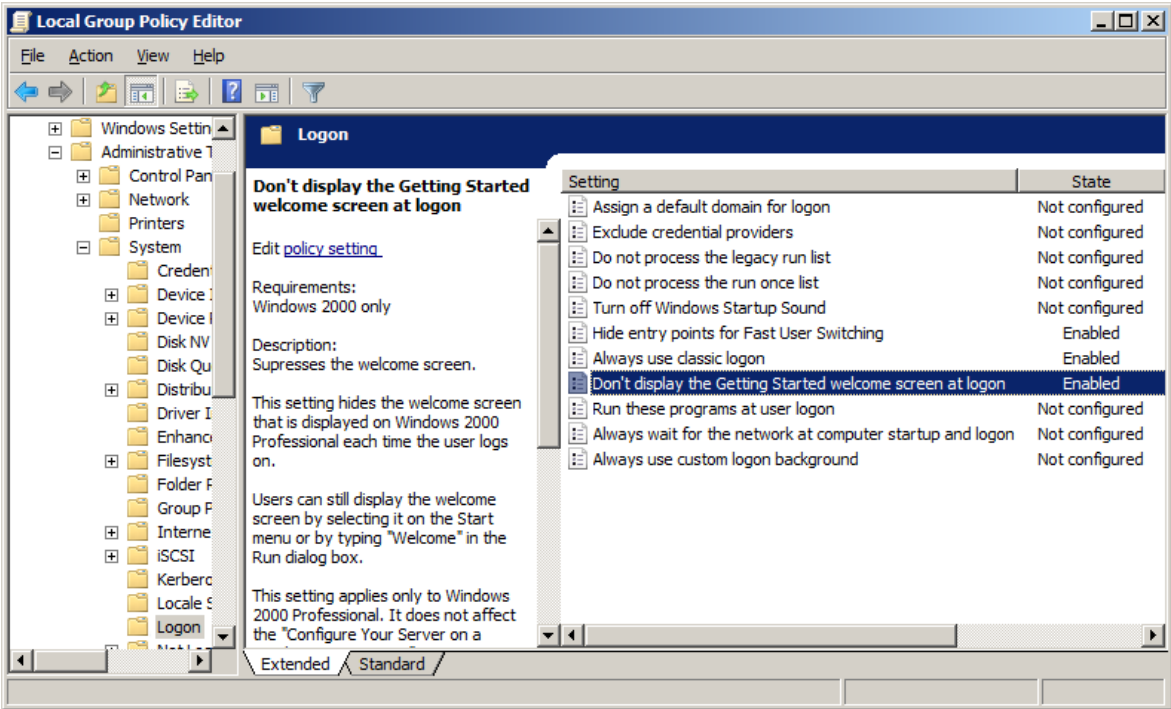 Local Group Policy Editor
File Action View Help
Windows Settin
Administrative T
Control Pan
Network
Printers
System
Creden
Device I
Device
Disk NV
Disk Qu
Distribu
Driver I
Enhanc
Filesyst
Folder
Group P
Interne
iSCSI
Kerbero
Locale S
Logon
Logon
Don't display the Getting Started
welcome screen at logon
Edit policy setting
Requirements:
Windows 2000 only
Description:
Supresses the welcome screen.
This setting hides the welcome screen
that is displayed on Windows 2000
Professional each time the user logs
on.
Users can still display the welcome
screen by selecting it on the Start
menu or by typing "Welcome" in the
Run dialog box.
This setting applies only to Windows
2000 Professional. It does not affect
the "Configure Your Server on a
Setting State
Assign a default domain for logon Not configured
Exclude credential providers Not configured
Do not process the legacy run list Not configured
Do not process the run once list Not configured
Turn off Windows Startup Sound Not configured
Hide entry points for Fast User Switching Enabled
Always use classic logon Enabled
Don't display the Getting Started welcome screen at logon Enabled
Run these programs at user logon Not configured
Always wait for the network at computer startup and logon Not configured
Always use custom logon background Not configured
Extended Standard